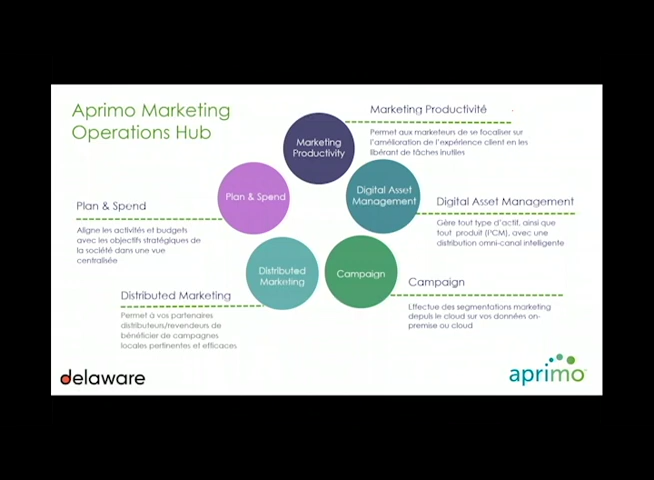 Aprimo Marketing
Operations Hub
Marketing Productivité
Permet aux marketeurs de se focaliser sur
l'amélioration de l'expérience client en les
libérant de tâches inutiles
Marketing
Productivity
Plan & Spend
Digital Asset
Management
Plan & Spend
Aligne les activités et budgets
avec les objectifs stratégiques de
la société dans une vue
centralisée
Digital Asset Management
Gère tout type d'actif, ainsi que
tout produit (PCM), avec une
distribution omni-canal intelligente
Distributed
Marketing
Campaign
Campaign
Effectue des segmentations marketing
depuis le cloud sur vos données on-
premise ou cloud
Distributed Marketing
Permet à vos partenaires
distributeurs/revendeurs de
bénéficier de campagnes
locales pertinentes et efficaces
delaware
aprimo